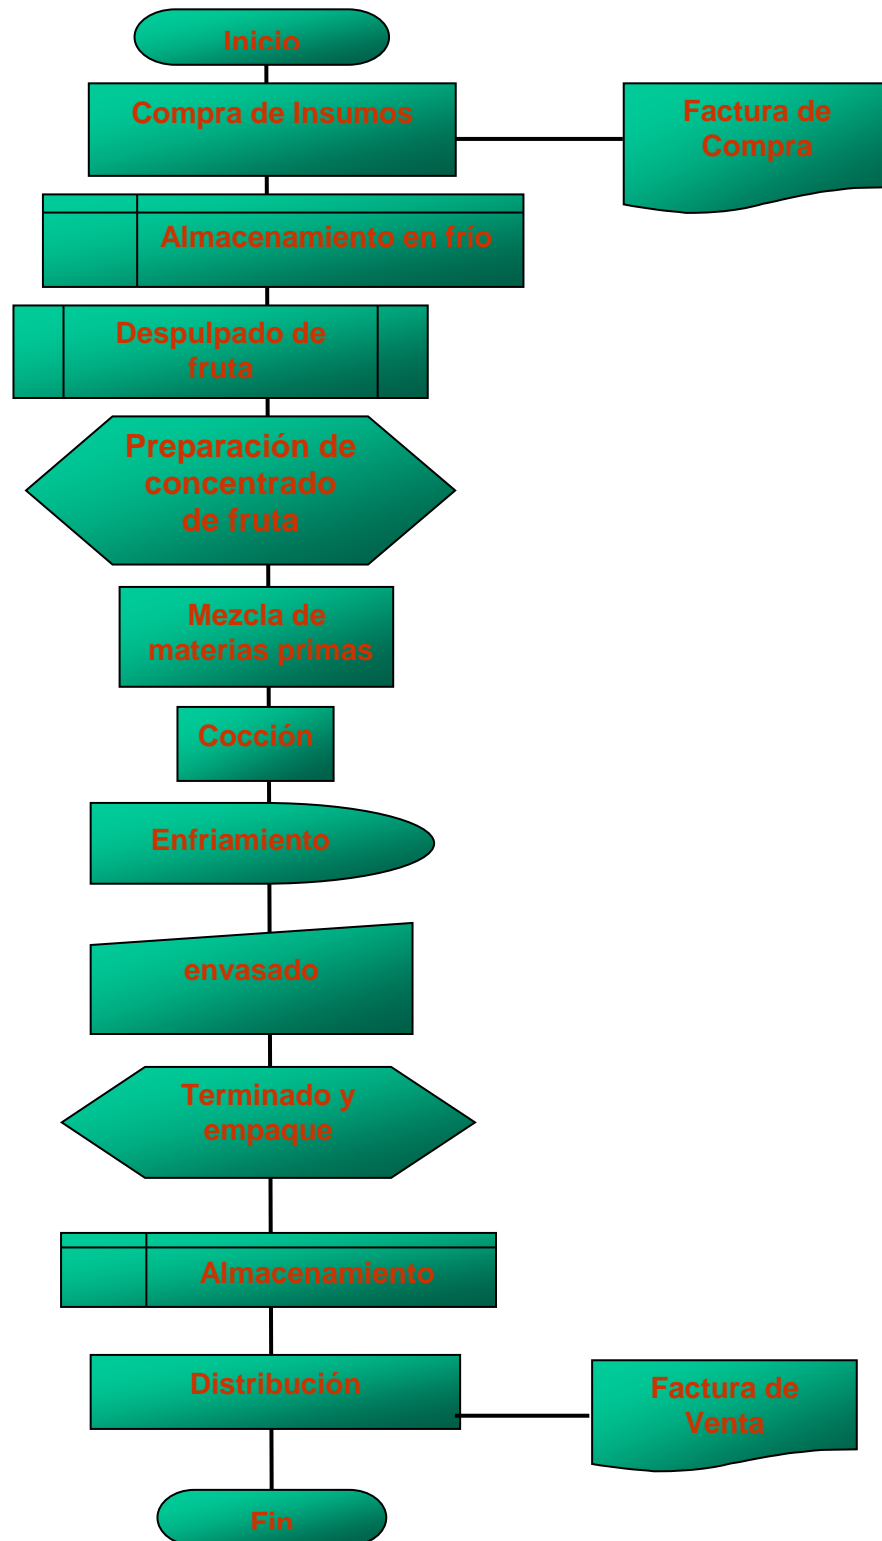 Inicio
Compra de Insumos
Factura de
Compra
Almacenamiento en frío
Despulpado de
fruta
Preparación de
concentrado
de fruta
Mezcla de
materias primas
Cocción
Enfriamiento
envasado
Terminado y
empaque
Almacenamiento
Distribución
Factura de
Venta
Fin